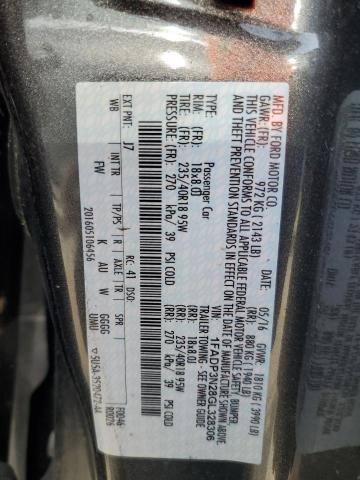 MFD. BY FORD MOTOR CO.
05/16 GVWR: 1810 KG (3990 LB)
GAWR: (FR): 972 KG (2143 LB) (RR): 880 KG (1940 LB)
THIS VEHICLE CONFORMS TO ALL APPLICABLE FEDERAL MOTOR VEHICLE SAFETY, BUMPER,
AND THEFT PREVENTION STANDARDS IN EFFECT ON THE DATE OF MANUFACTURE SHOWN ABOVE.
VIN: 1FADP3N28GL328306
TYPE: Passenger Car
TRAILER TOWING - SEE OWNER GUIDE
RIM: (FR): 18x8.0J (RR): 18x8.0J
TIRE: (FR): 235/40R18 95W (RR): 235/40R18 95W
PRESSURE: (FR): 270 kPa/ 39 PSI COLD (RR): 270 kPa/ 39 PSI COLD
EXT PNT: J7 RC: 41 DSO:
WB INT TR TP/PS R AXLE TR SPR
FW K AU W GGGG UMU
201605106456